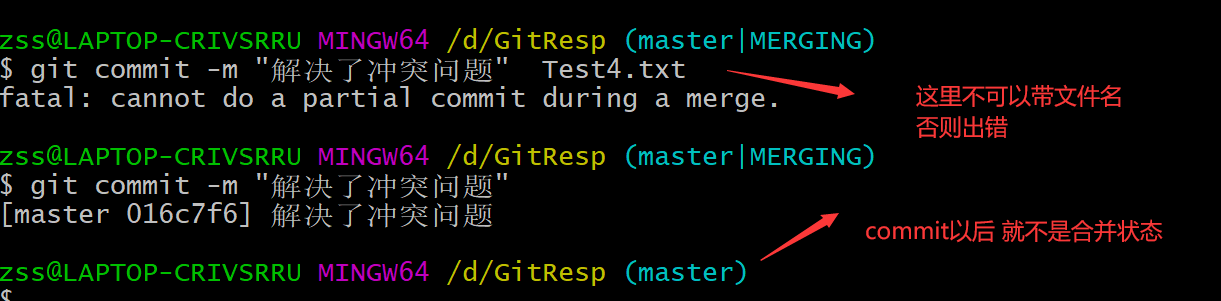 zss@LAPTOP-CRIVSRRU MINGW64 /d/GitResp (master|MERGING)
$ git commit -m "解决了冲突问题"  Test4.txt
fatal: cannot do a partial commit during a merge.
这里不可以带文件名
否则出错
zss@LAPTOP-CRIVSRRU MINGW64 /d/GitResp (master|MERGING)
$ git commit -m "解决了冲突问题"
[master 016c7f6] 解决了冲突问题
commit以后 就不是合并状态
zss@LAPTOP-CRIVSRRU MINGW64 /d/GitResp (master)
$